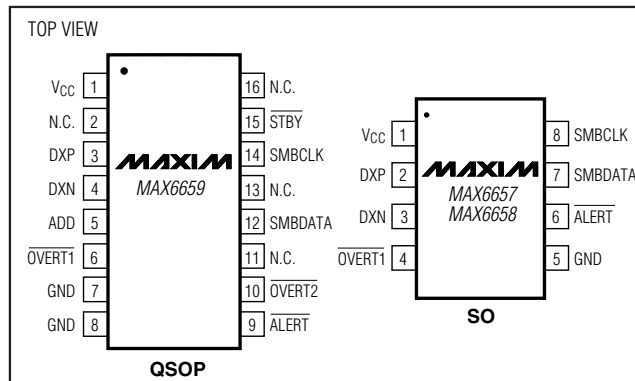 TOP VIEW
VCC 1
N.C. 2
DXP 3
DXN 4
ADD 5
OVERT1 6
GND 7
GND 8
MAXIM
MAX6659
16 N.C.
15 STBY
14 SMBCLK
13 N.C.
12 SMBDATA
11 N.C.
10 OVERT2
9 ALERT
QSOP
VCC 1
DXP 2
DXN 3
OVERT1 4
MAXIM
MAX6657
MAX6658
8 SMBCLK
7 SMBDATA
6 ALERT
5 GND
SO